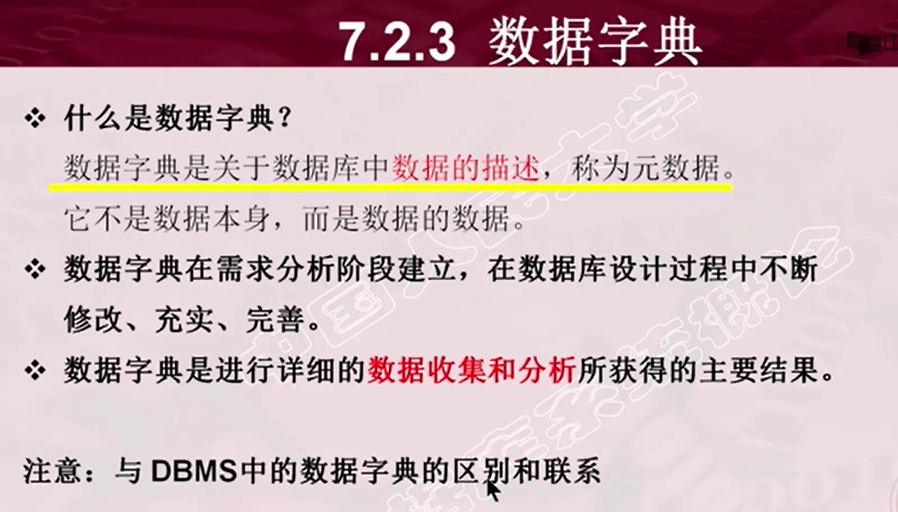 7.2.3 数据字典
什么是数据字典？
数据字典是关于数据库中数据的描述，称为元数据。
它不是数据本身，而是数据的数据。
数据字典在需求分析阶段建立，在数据库设计过程中不断
修改、充实、完善。
数据字典是进行详细的数据收集和分析所获得的主要结果。
注意：与 DBMS中的数据字典的区别和联系